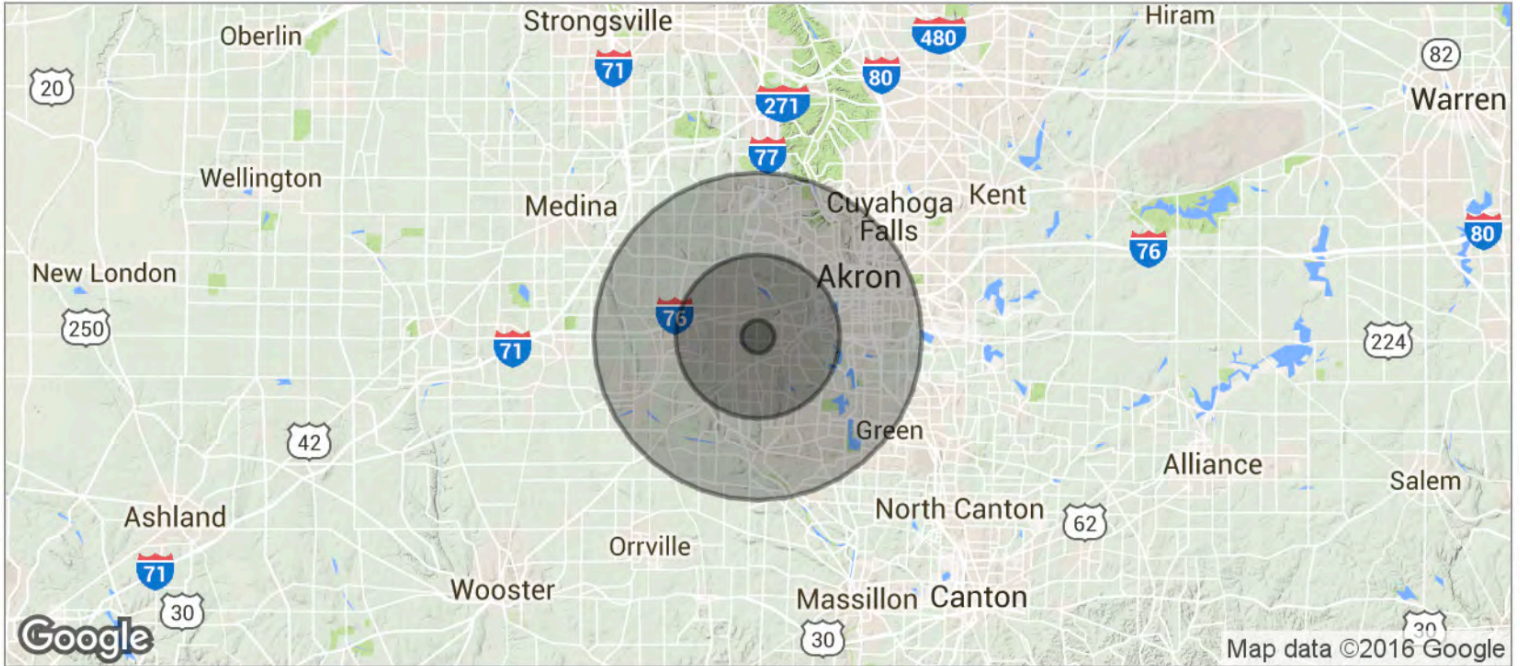 Strongsville
Hiram
Oberlin
480
82
71
80
20
271
Warren
77
Wellington
Medina
Cuyahoga
Falls
Kent
80
76
New London
Akron
76
250
71
224
42
Green
Alliance
Salem
Ashland
North Canton
62
Orrville
71
Wooster
Massillon
Canton
30
30
30
Google
Map data ©2016 Google